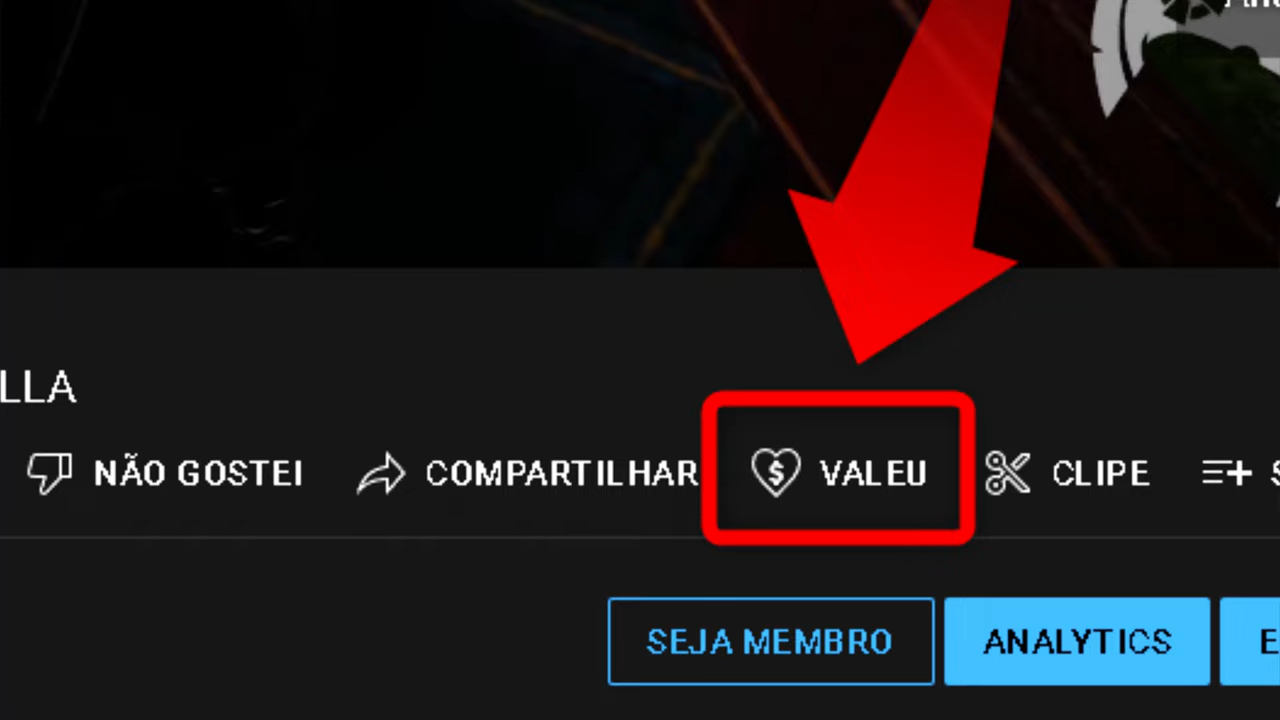 LLA
NÃO GOSTEI COMPARTILHAR VALEU CLIPE
SEJA MEMBRO ANALYTICS E